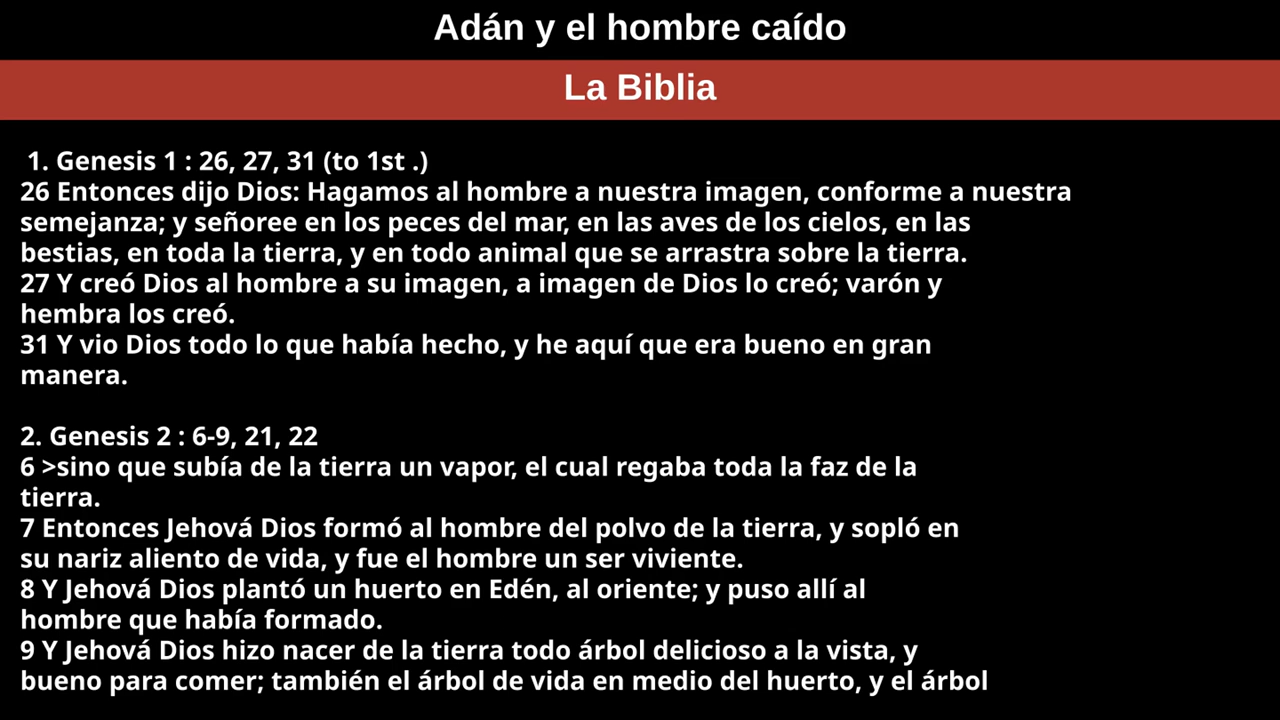 Adán y el hombre caído
La Biblia
1. Genesis 1 : 26, 27, 31 (to 1st .)
26 Entonces dijo Dios: Hagamos al hombre a nuestra imagen, conforme a nuestra
semejanza; y señoree en los peces del mar, en las aves de los cielos, en las
bestias, en toda la tierra, y en todo animal que se arrastra sobre la tierra.
27 Y creó Dios al hombre a su imagen, a imagen de Dios lo creó; varón y
hembra los creó.
31 Y vio Dios todo lo que había hecho, y he aquí que era bueno en gran
manera.
2. Genesis 2 : 6-9, 21, 22
6 >sino que subía de la tierra un vapor, el cual regaba toda la faz de la
tierra.
7 Entonces Jehová Dios formó al hombre del polvo de la tierra, y sopló en
su nariz aliento de vida, y fue el hombre un ser viviente.
8 Y Jehová Dios plantó un huerto en Edén, al oriente; y puso allí al
hombre que había formado.
9 Y Jehová Dios hizo nacer de la tierra todo árbol delicioso a la vista, y
bueno para comer; también el árbol de vida en medio del huerto, y el árbol